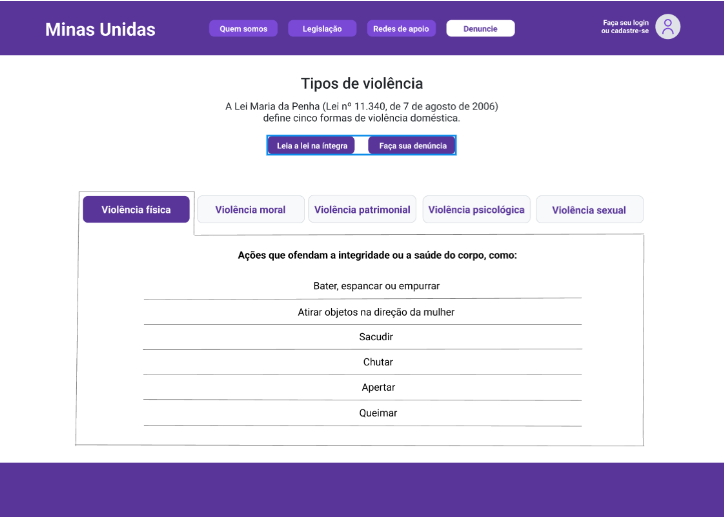 Minas Unidas
Quem somos
Legislação
Redes de apoio
Denuncie
Faça seu login
ou cadastre-se
Tipos de violência
A Lei Maria da Penha (Lei nº 11.340, de 7 de agosto de 2006)
define cinco formas de violência doméstica.
Leia a lei na íntegra
Faça sua denúncia
Violência física
Violência moral
Violência patrimonial
Violência psicológica
Violência sexual
Ações que ofendam a integridade ou a saúde do corpo, como:
Bater, espancar ou empurrar
Atirar objetos na direção da mulher
Sacudir
Chutar
Apertar
Queimar